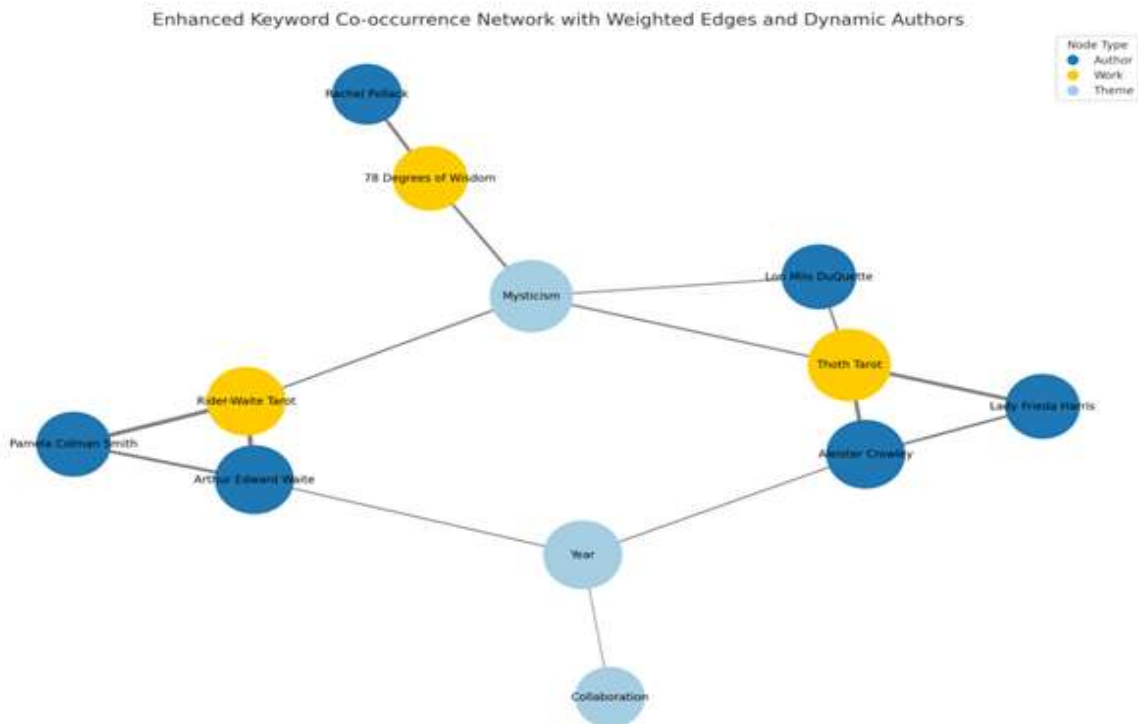 Enhanced Keyword Co-occurrence Network with Weighted Edges and Dynamic Authors
Node Type
Author
Work
Theme
Rachel Pollack
78 Degrees of Wisdom
Lon Milo DuQuette
Mysticism
Thoth Tarot
Rider-Waite Tarot
Lady Frieda Harris
Pamela Colman Smith
Aleister Crowley
Arthur Edward Waite
Year
Collaboration